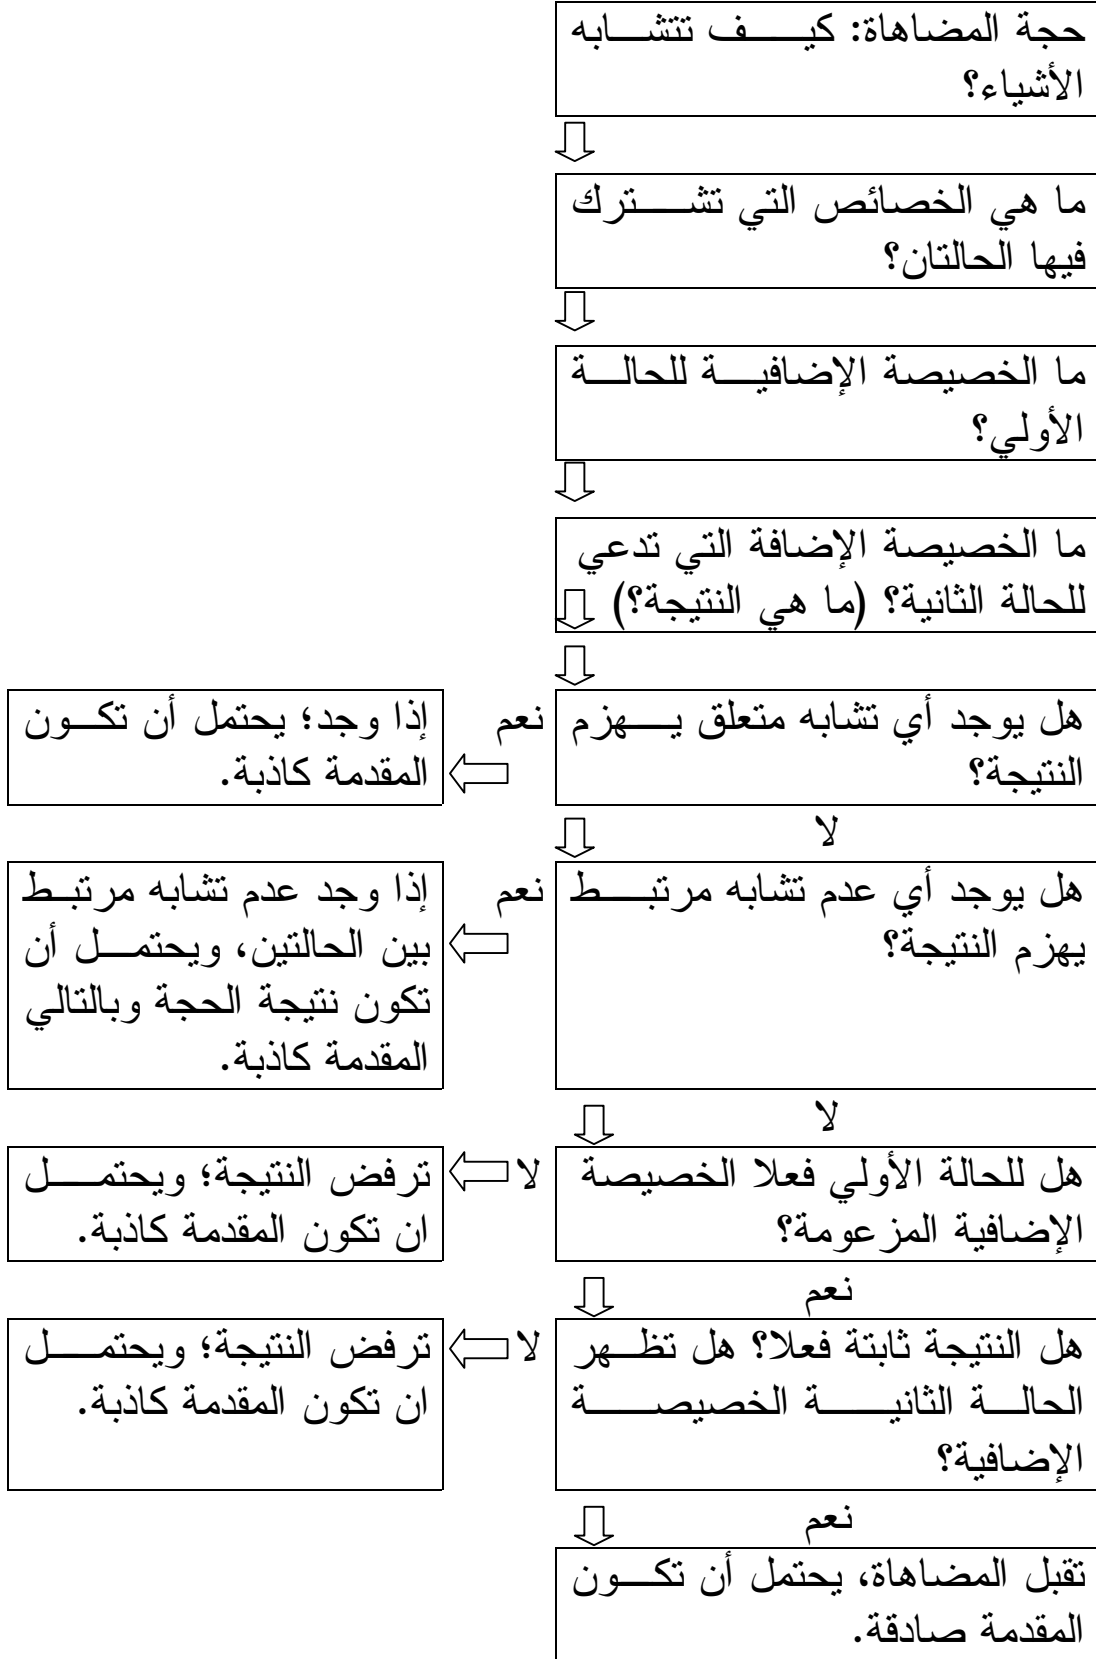 حجة المضاهاة: كيف تتشابه
الأشياء؟
ما هي الخصائص التي تشترك
فيها الحالتان؟
ما الخصيصة الإضافية للحالة
الأولي؟
ما الخصيصة الإضافة التي تدعي
للحالة الثانية؟ (ما هي النتيجة؟)
هل يوجد أي تشابه متعلق يهزم
النتيجة؟
نعم
إذا وجد؛ يحتمل أن تكون
المقدمة كاذبة.
لا
هل يوجد أي عدم تشابه مرتبط
يهزم النتيجة؟
نعم
إذا وجد عدم تشابه مرتبط
بين الحالتين، ويحتمل أن
تكون نتيجة الحجة وبالتالي
المقدمة كاذبة.
لا
هل للحالة الأولي فعلا الخصيصة
الإضافية المزعومة؟
لا
ترفض النتيجة؛ ويحتمل
ان تكون المقدمة كاذبة.
نعم
هل النتيجة ثابتة فعلا؟ هل تظهر
الحالة الثانية الخصيصة
الإضافية؟
لا
ترفض النتيجة؛ ويحتمل
ان تكون المقدمة كاذبة.
نعم
تقبل المضاهاة، يحتمل أن تكون
المقدمة صادقة.